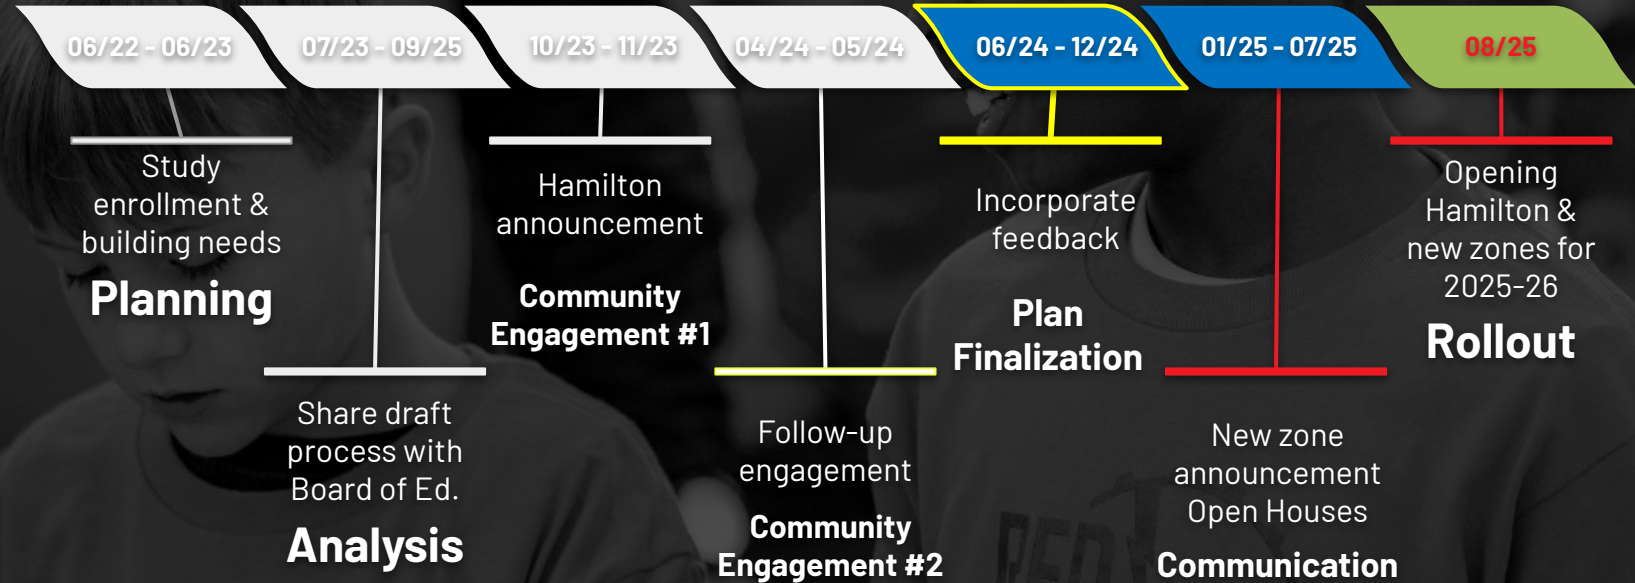 06/22 - 06/23
07/23 - 09/25
10/23 - 11/23
04/24 - 05/24
06/24 - 12/24
01/25 - 07/25
08/25
Study
enrollment &
building needs
Planning
Share draft
process with
Board of Ed.
Analysis
Hamilton
announcement
Community
Engagement #1
Follow-up
engagement
Community
Engagement #2
Incorporate
feedback
Plan
Finalization
New zone
announcement
Open Houses
Communication
Opening
Hamilton &
new zones for
2025-26
Rollout